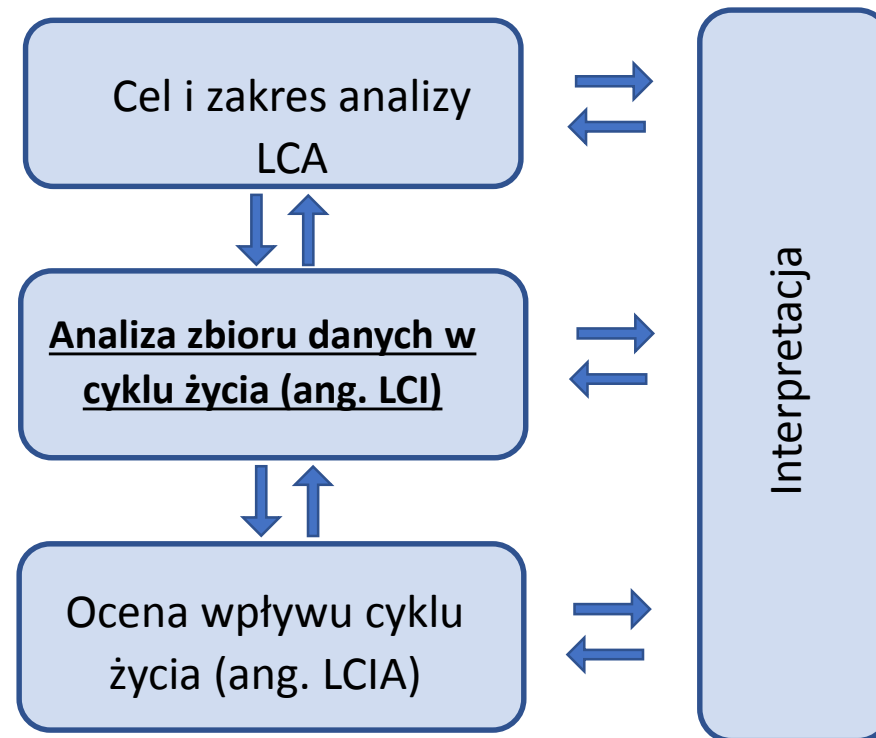 Cel i zakres analizy
LCA
Analiza zbioru danych w
cyklu życia (ang. LCI)
Ocena wpływu cyklu
życia (ang. LCIA)
Interpretacja